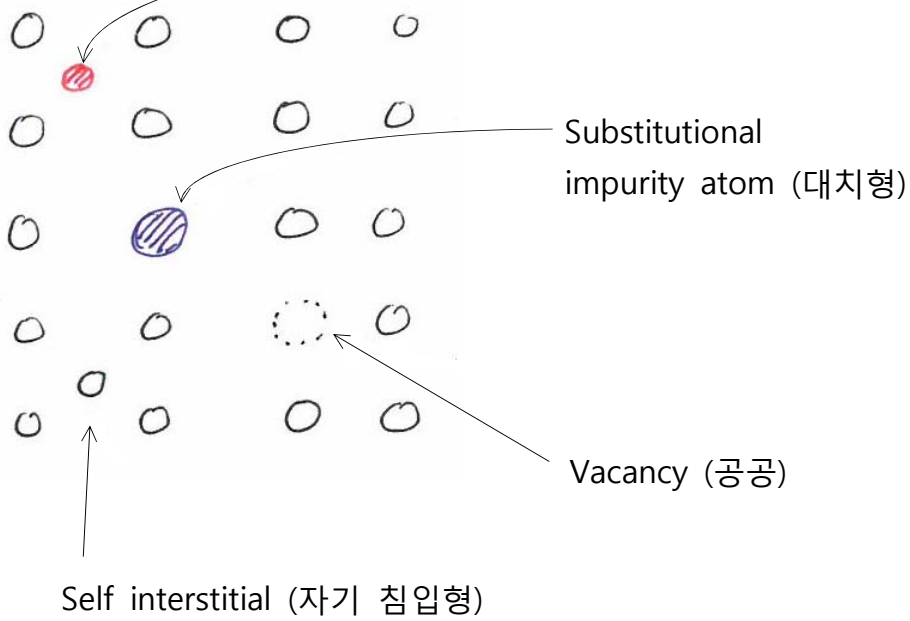 Substitutional
impurity atom (대치형)
Vacancy (공공)
Self interstitial (자기 침입형)